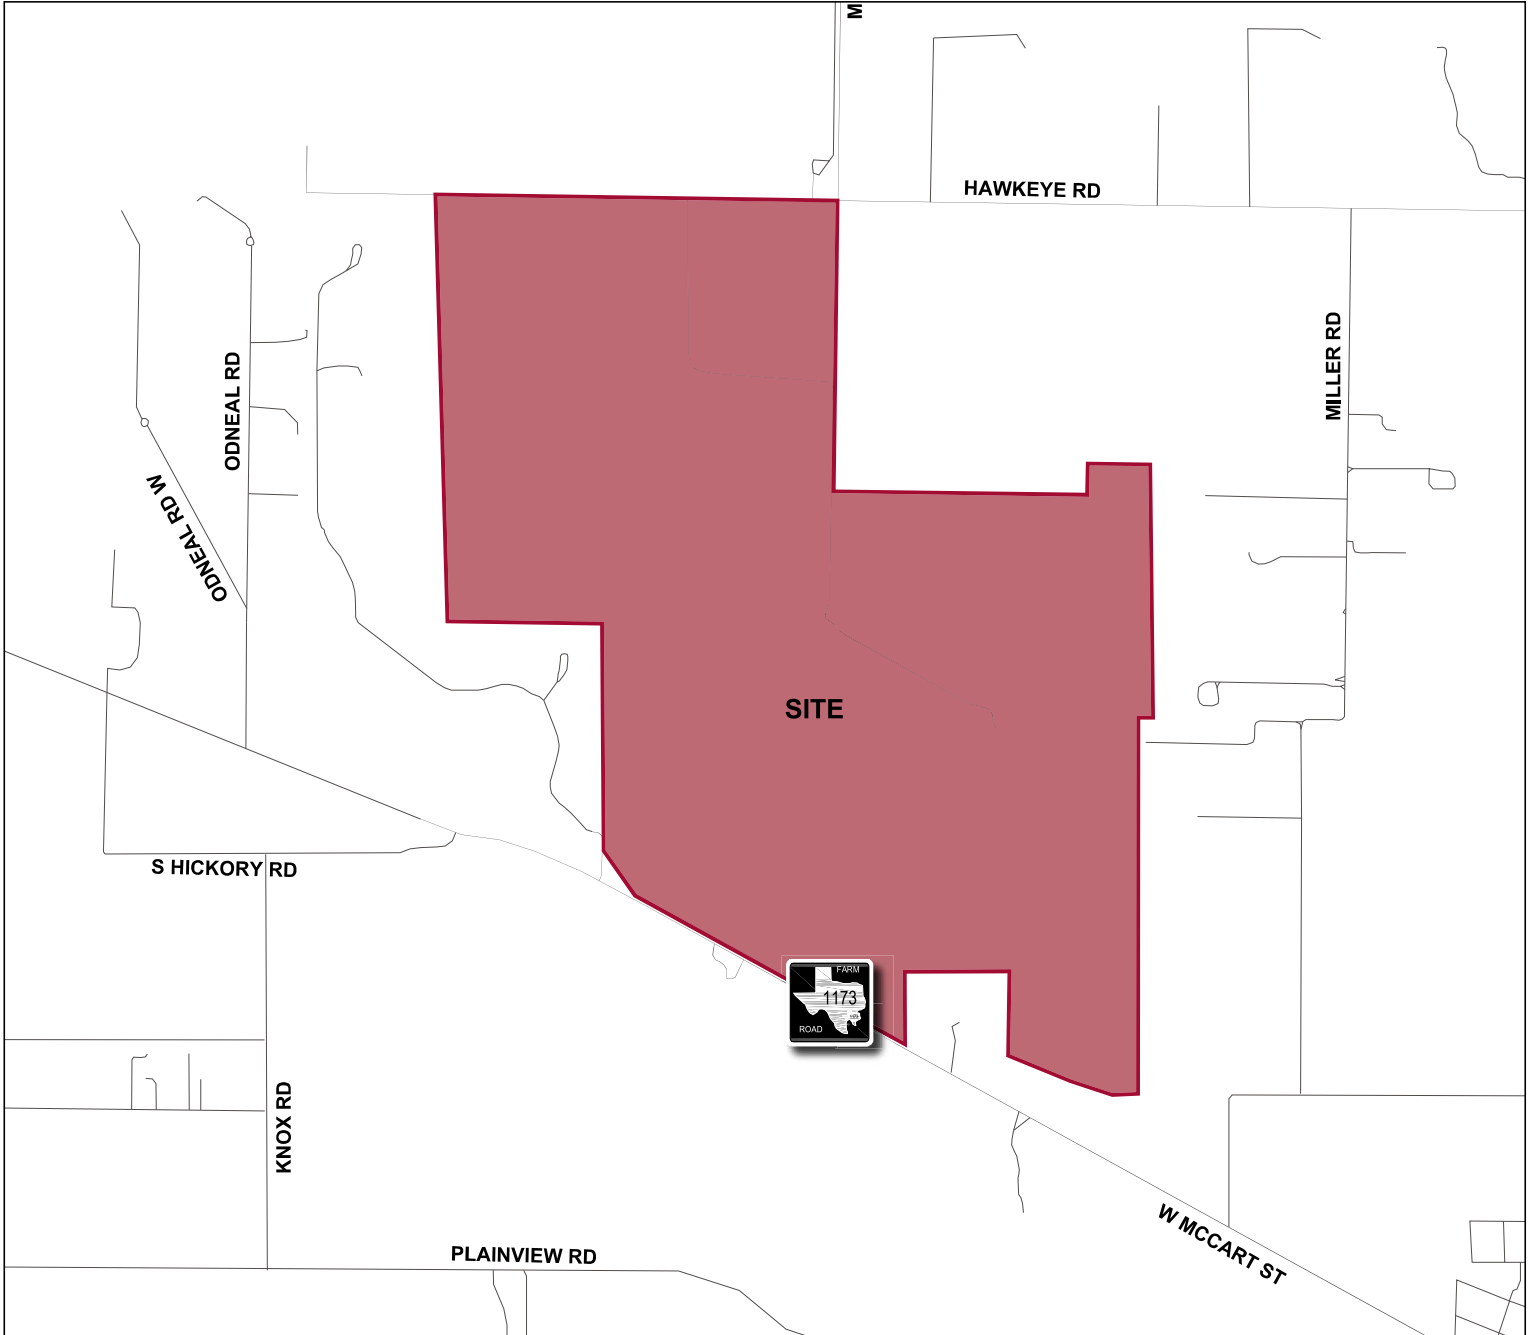 M
HAWKEYE RD
MILLER RD
ODNEAL RD
ODNEAL RD W
SITE
S HICKORY RD
FARM
1173
ROAD
KNOX RD
W MCCART ST
PLAINVIEW RD